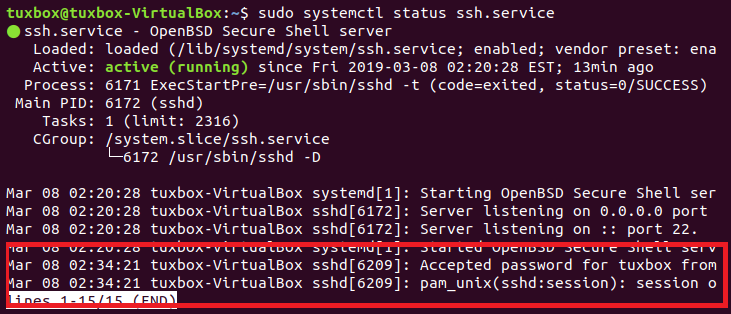 tuxbox@tuxbox-VirtualBox:~$ sudo systemctl status ssh.service
● ssh.service - OpenBSD Secure Shell server
Loaded: loaded (/lib/systemd/system/ssh.service; enabled; vendor preset: ena
Active: active (running) since Fri 2019-03-08 02:20:28 EST; 13min ago
Process: 6171 ExecStartPre=/usr/sbin/sshd -t (code=exited, status=0/SUCCESS)
Main PID: 6172 (sshd)
Tasks: 1 (limit: 2316)
CGroup: /system.slice/ssh.service
└─6172 /usr/sbin/sshd -D
Mar 08 02:20:28 tuxbox-VirtualBox systemd[1]: Starting OpenBSD Secure Shell ser
Mar 08 02:20:28 tuxbox-VirtualBox sshd[6172]: Server listening on 0.0.0.0 port
Mar 08 02:20:28 tuxbox-VirtualBox sshd[6172]: Server listening on :: port 22.
Mar 08 02:20:28 tuxbox-VirtualBox systemd[1]: Started OpenBSD Secure Shell serv
Mar 08 02:34:21 tuxbox-VirtualBox sshd[6209]: Accepted password for tuxbox from
Mar 08 02:34:21 tuxbox-VirtualBox sshd[6209]: pam_unix(sshd:session): session o
lines 1-15/15 (END)